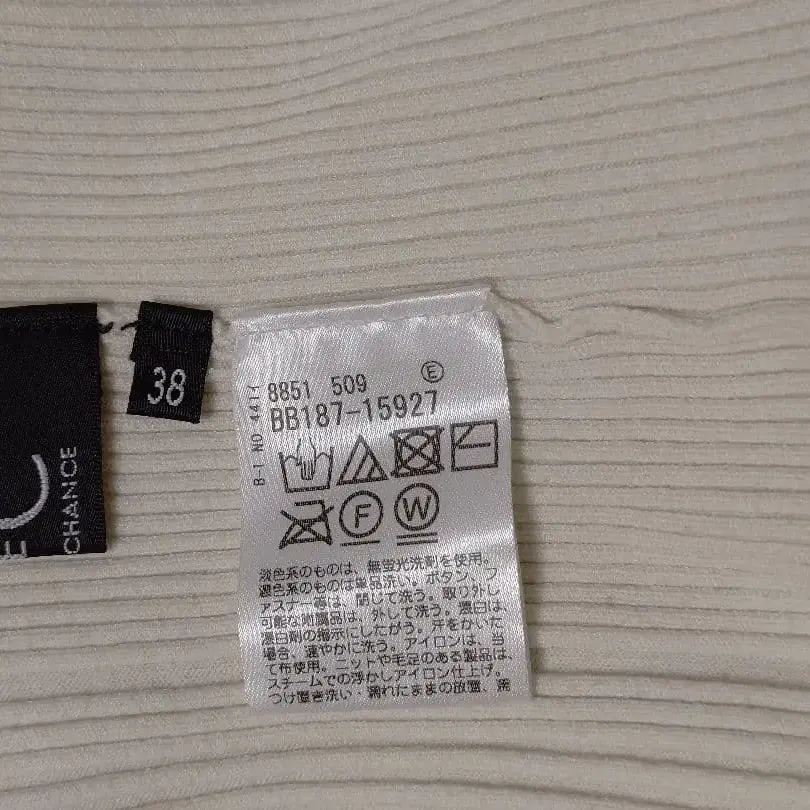 38
E
CHANCE
B-I NO 4414
8851 509 Ⓔ
BB187-15927
F
W
淡色系のものは、無蛍光洗剤を使用。
濃色系のものは単品洗い。ボタン、フ
ァスナー等は、閉じて洗う。取り外し
可能な附属品は、外して洗う。漂白は、
漂白剤の指示にしたがう。汗をかいた
場合、速やかに洗う。アイロンは、当
て布使用。ニットや毛足のある製品は、
スチームでの浮かしアイロン仕上げ。
つけ置き洗い・濡れたままの放置、濡